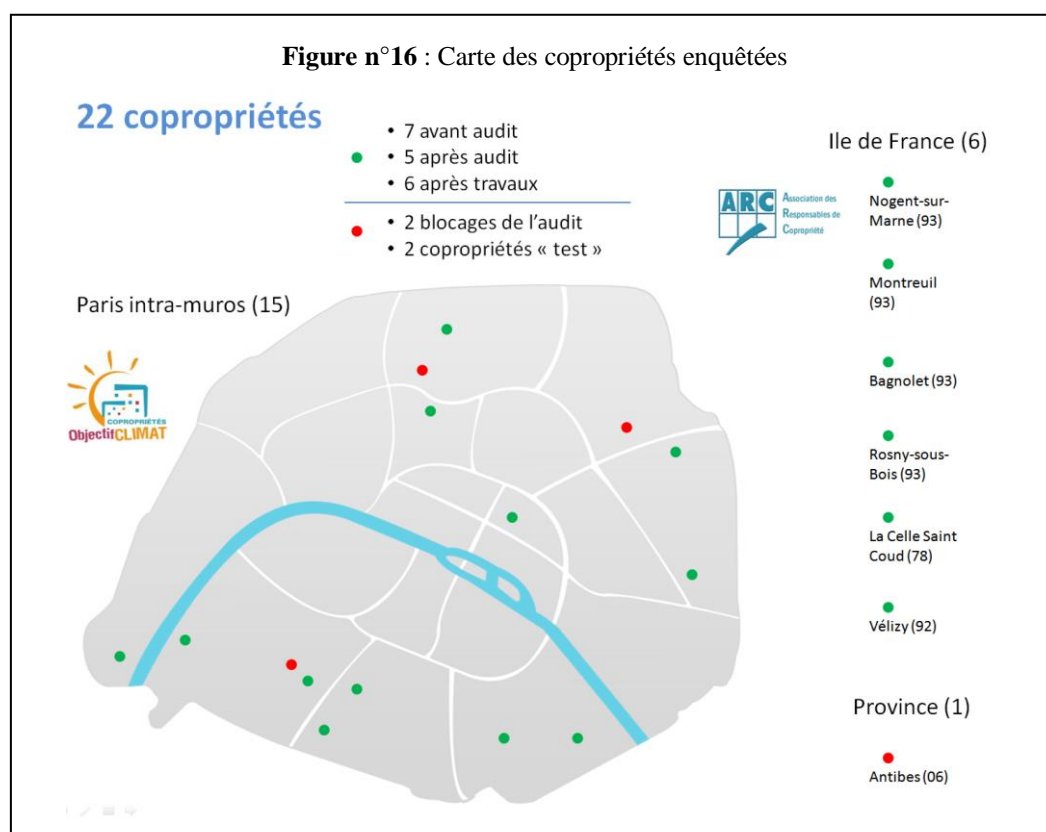 Figure n°16 : Carte des copropriétés enquêtées
22 copropriétés
• 7 avant audit
• 5 après audit
• 6 après travaux
• 2 blocages de l'audit
• 2 copropriétés « test »
Ile de France (6)
ARC Association des
Responsables de
Copropriété
Nogent-sur-
Marne (93)
Montreuil
(93)
Bagnolet (93)
Rosny-sous-
Bois (93)
La Celle Saint
Coud (78)
Vélizy (92)
Paris intra-muros (15)
COPROPRIÉTÉS
ObjectifCLIMAT
Province (1)
Antibes (06)